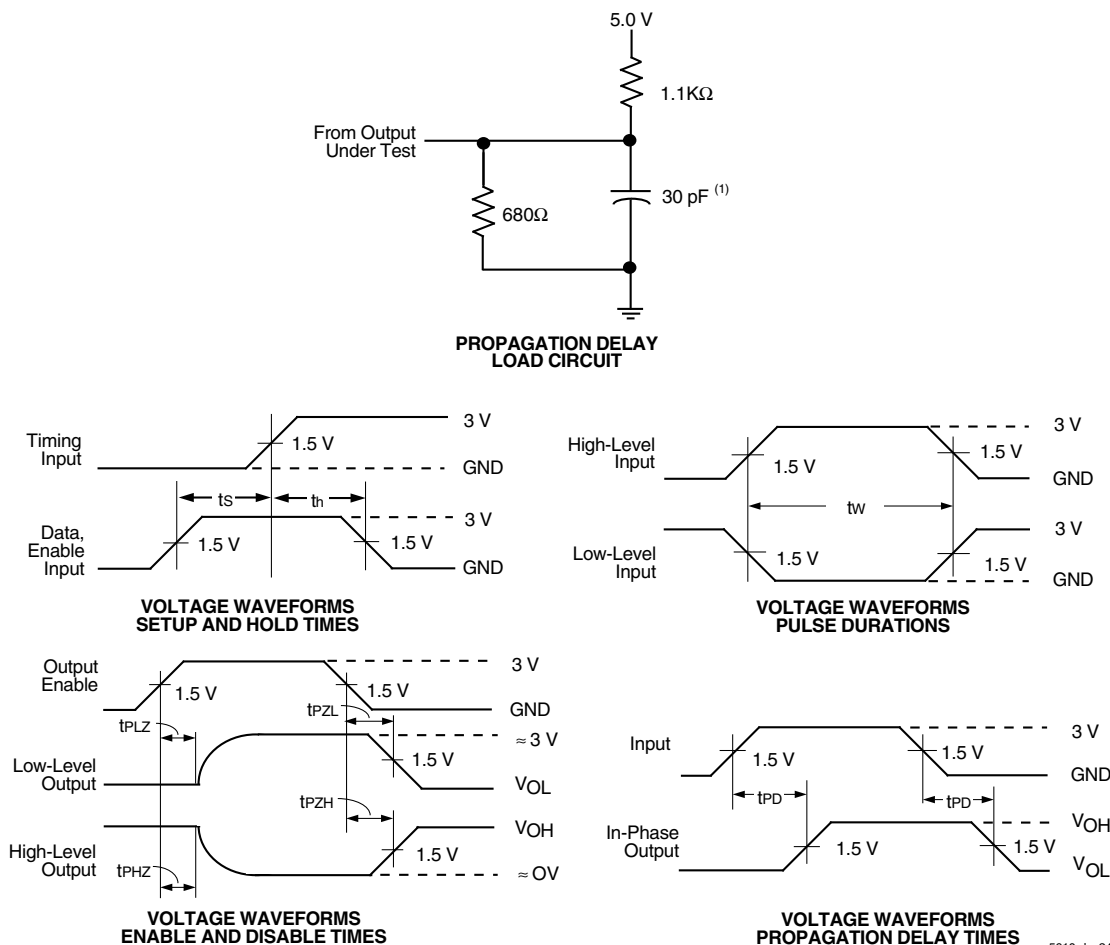 5.0 V
1.1KΩ
From Output
Under Test
30 pF (1)
680Ω
PROPAGATION DELAY
LOAD CIRCUIT
Timing
Input
3 V
1.5 V
GND
tS
th
Data,
Enable
Input
3 V
1.5 V
1.5 V
GND
VOLTAGE WAVEFORMS
SETUP AND HOLD TIMES
High-Level
Input
3 V
1.5 V
1.5 V
GND
tW
Low-Level
Input
3 V
1.5 V
1.5 V
GND
VOLTAGE WAVEFORMS
PULSE DURATIONS
Output
Enable
3 V
1.5 V
1.5 V
GND
tPLZ
tPZL
≈ 3 V
Low-Level
Output
1.5 V
VOL
tPZH
VOH
High-Level
Output
1.5 V
tPHZ
≈ OV
VOLTAGE WAVEFORMS
ENABLE AND DISABLE TIMES
Input
3 V
1.5 V
1.5 V
GND
tPD
tPD
In-Phase
Output
VOH
1.5 V
1.5 V
VOL
VOLTAGE WAVEFORMS
PROPAGATION DELAY TIMES